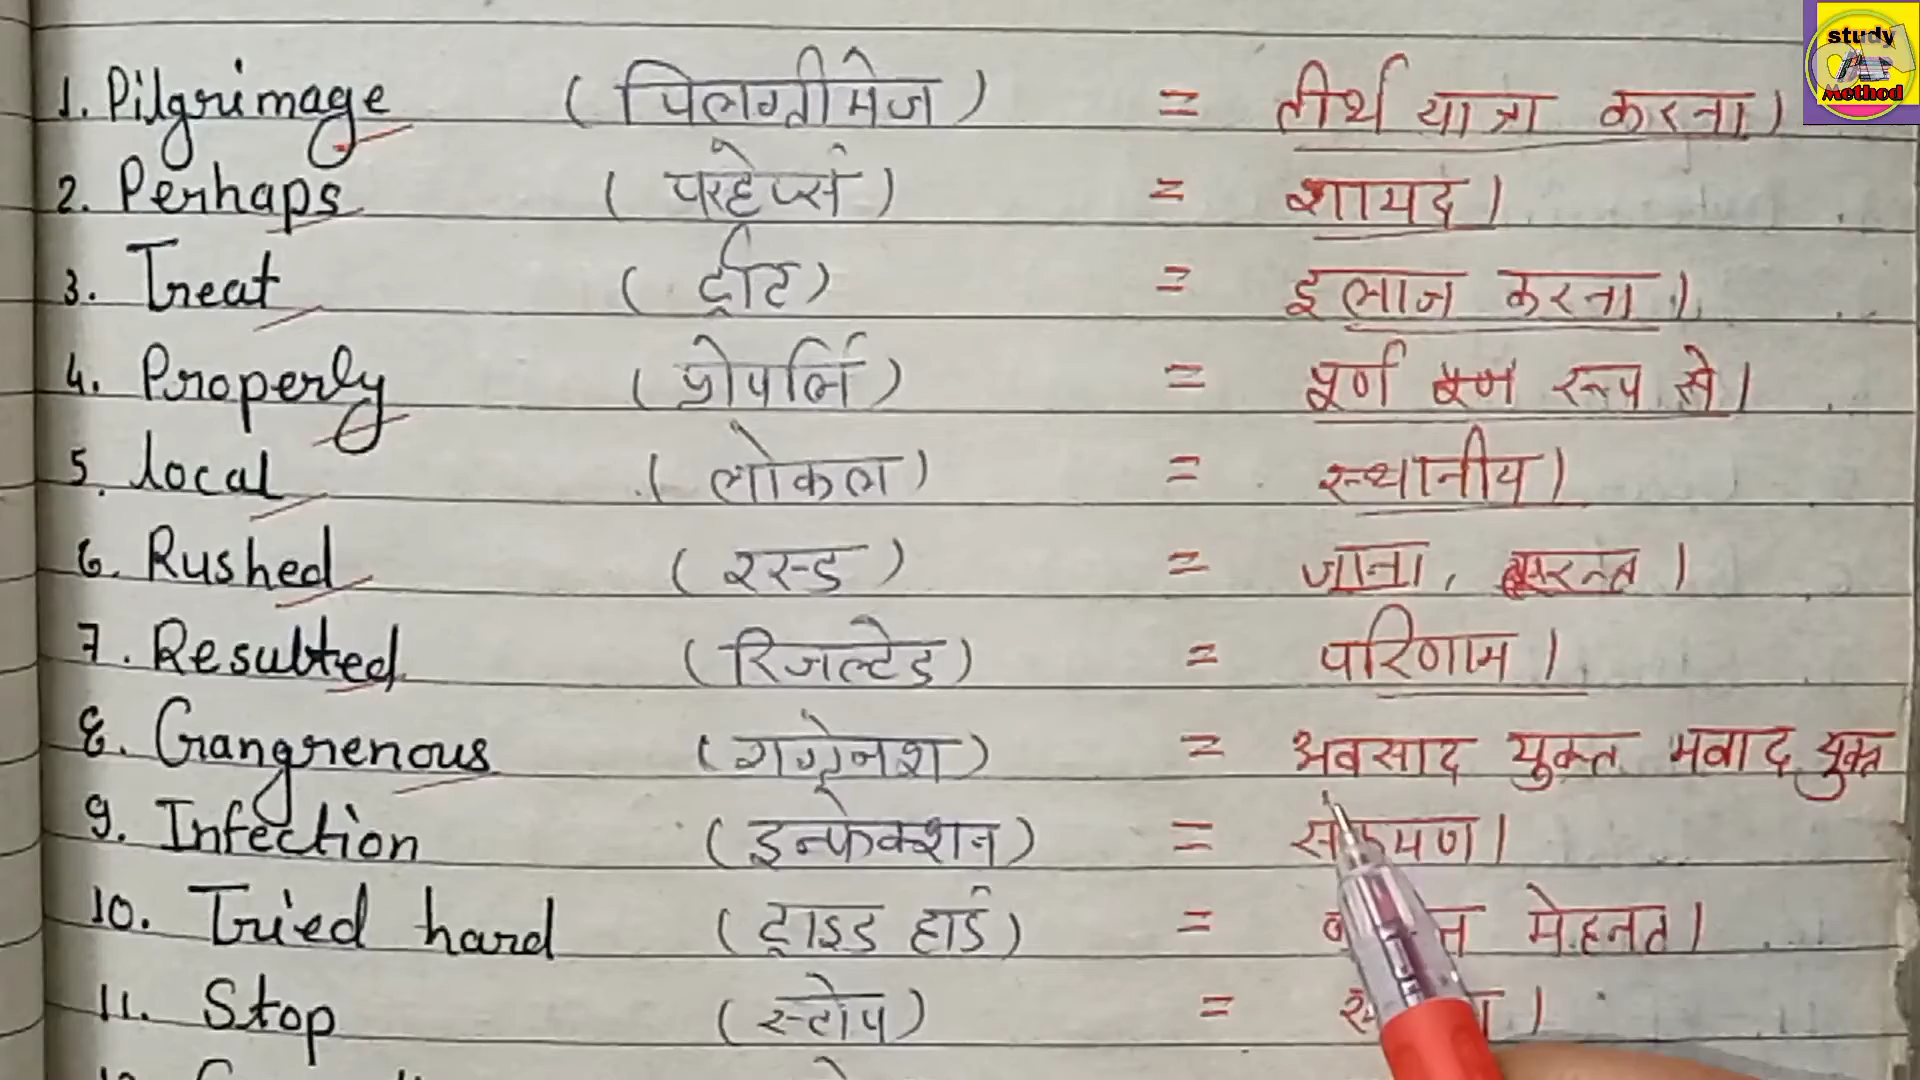 study
Method
1. Pilgrimage (पिलग्रीमेज) = तीर्थ यात्रा करना।
2. Perhaps (परहेप्स) = शायद।
3. Treat (ट्रीट) = इलाज करना।
4. Properly (प्रोपर्लि) = पूर्ण रूप से।
5. Local (लोकल) = स्थानीय।
6. Rushed (रस्ड) = जाना,
7. Resulted (रिजल्टेड) = परिणाम।
8. Gangrenous (गग्रेनश) = अवसाद युक्त मवाद युक्त
9. Infection (इन्फेक्शन) =
10. Tried hard (ट्राइड हार्ड) = मेहनत।
11. Stop (स्टोप) =